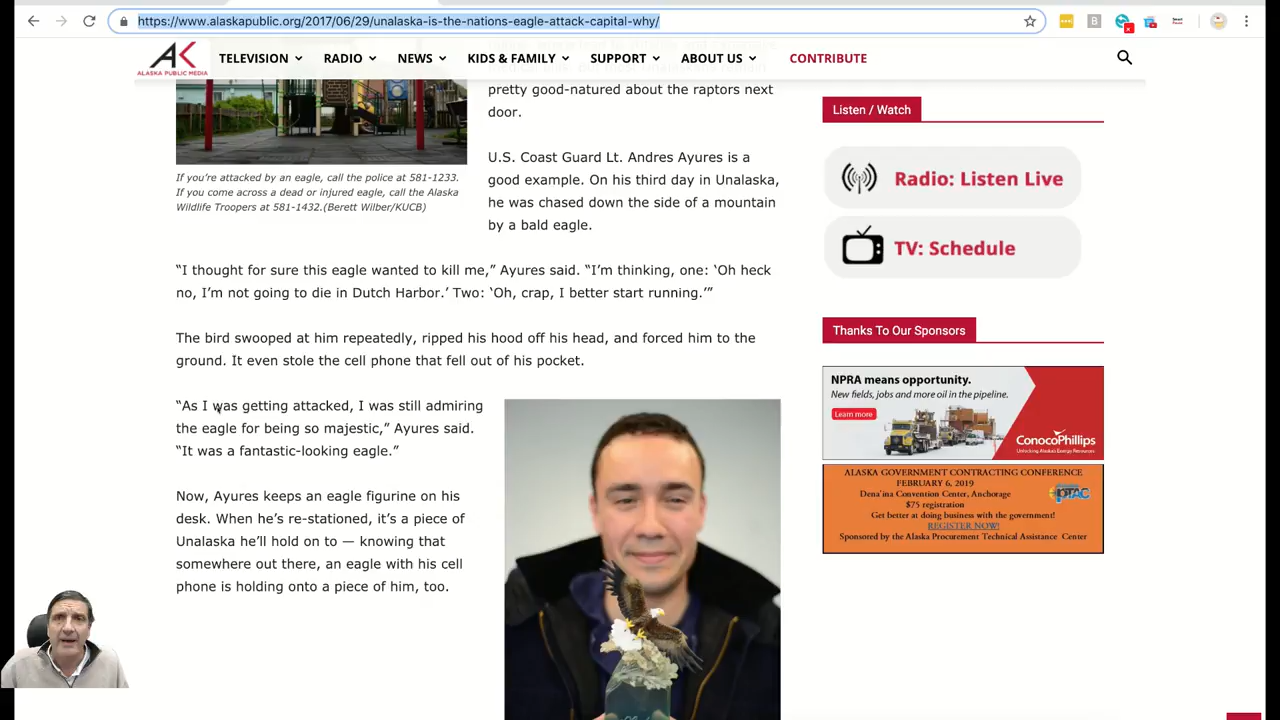 https://www.alaskapublic.org/2017/06/29/unalaska-is-the-nations-eagle-attack-capital-why/
ALASKA PUBLIC MEDIA
TELEVISION
RADIO
NEWS
KIDS & FAMILY
SUPPORT
ABOUT US
CONTRIBUTE
pretty good-natured about the raptors next
door.
U.S. Coast Guard Lt. Andres Ayures is a
good example. On his third day in Unalaska,
he was chased down the side of a mountain
by a bald eagle.
If you’re attacked by an eagle, call the police at 581-1233.
If you come across a dead or injured eagle, call the Alaska
Wildlife Troopers at 581-1432.(Berett Wilber/KUCB)
“I thought for sure this eagle wanted to kill me,” Ayures said. “I’m thinking, one: ‘Oh heck
no, I’m not going to die in Dutch Harbor.’ Two: ‘Oh, crap, I better start running.’”
The bird swooped at him repeatedly, ripped his hood off his head, and forced him to the
ground. It even stole the cell phone that fell out of his pocket.
“As I was getting attacked, I was still admiring
the eagle for being so majestic,” Ayures said.
“It was a fantastic-looking eagle.”
Now, Ayures keeps an eagle figurine on his
desk. When he’s re-stationed, it’s a piece of
Unalaska he’ll hold on to — knowing that
somewhere out there, an eagle with his cell
phone is holding onto a piece of him, too.
Listen / Watch
Radio: Listen Live
TV: Schedule
Thanks To Our Sponsors
NPRA means opportunity.
New fields, jobs and more oil in the pipeline.
Learn more
ConocoPhillips
Unlocking Alaska's Energy Resources
ALASKA GOVERNMENT CONTRACTING CONFERENCE
FEBRUARY 6, 2019
Dena'ina Convention Center, Anchorage
$75 registration
Get better at doing business with the government!
REGISTER NOW!
Sponsored by the Alaska Procurement Technical Assistance Center
PTAC